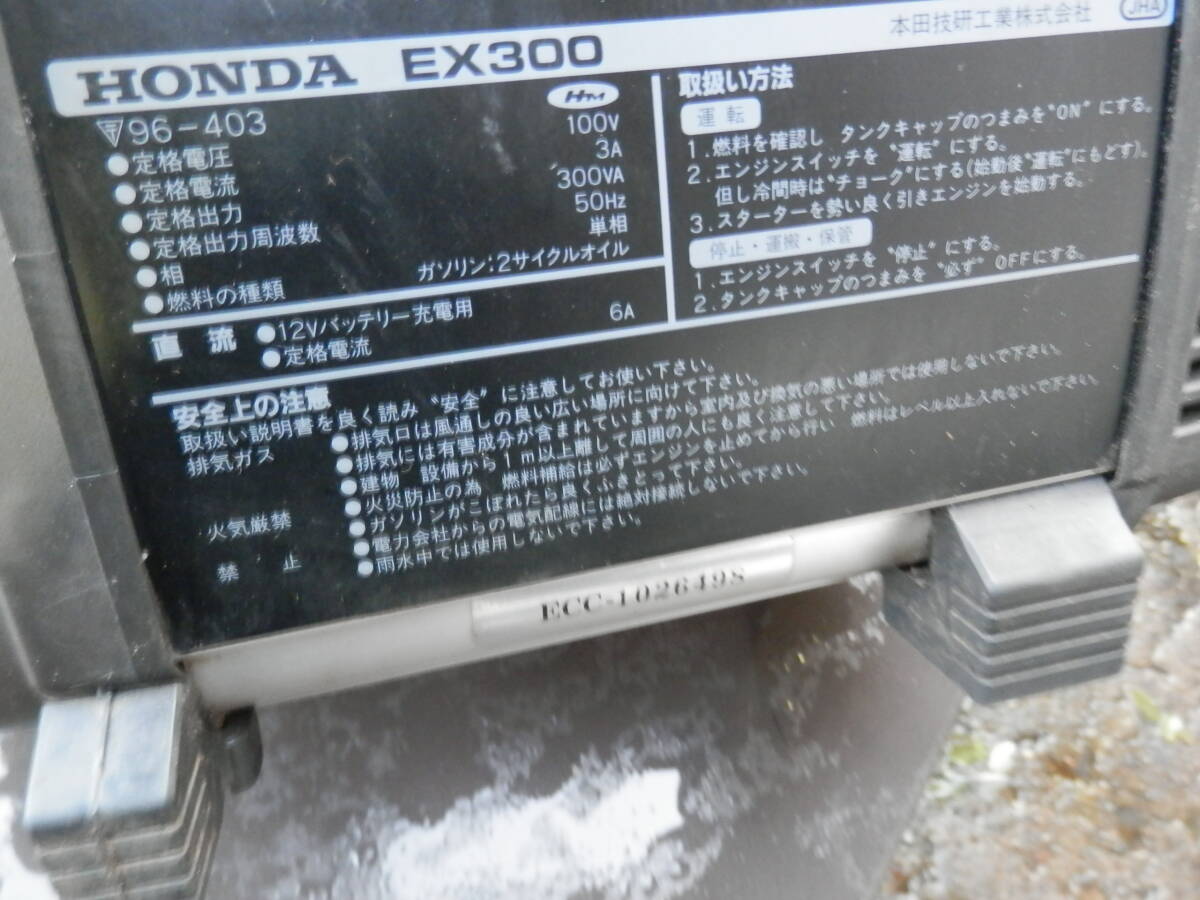 HONDA EX300
本田技研工業株式会社
JHA
HM
〒96-403
●定格電圧 100V
●定格電流 3A
●定格出力 300VA
●定格出力周波数 50Hz
●相 単相
●燃料の種類 ガソリン:2サイクルオイル
直流 ●12Vバッテリー充電用
●定格電流 6A
取扱い方法
運転
1.燃料を確認し タンクキャップのつまみを“ON”にする。
2.エンジンスイッチを“運転”にする。
但し冷間時は“チョーク”にする(始動後“運転”にもどす)。
3.スターターを勢い良く引きエンジンを始動する。
停止・運搬・保管
1.エンジンスイッチを“停止”にする。
2.タンクキャップのつまみを“必ず”OFFにする。
安全上の注意
取扱い説明書を良く読み“安全”に注意してお使い下さい。
排気ガス ●排気口は風通しの良い広い場所に向けて下さい。
●排気には有害成分が含まれていますから室内及び換気の悪い場所では使用しないで下さい。
●建物 設備から1m以上離して周囲の人にも良く注意して下さい。
火気厳禁 ●火災防止の為、燃料補給は必ずエンジンを止めてから行い 燃料はレベル以上入れないで下さい。
●ガソリンがこぼれたら良くふきとって下さい。
禁止 ●電力会社からの電気配線には絶対接続しないで下さい。
●雨水中では使用しないで下さい。
ECC-1026498